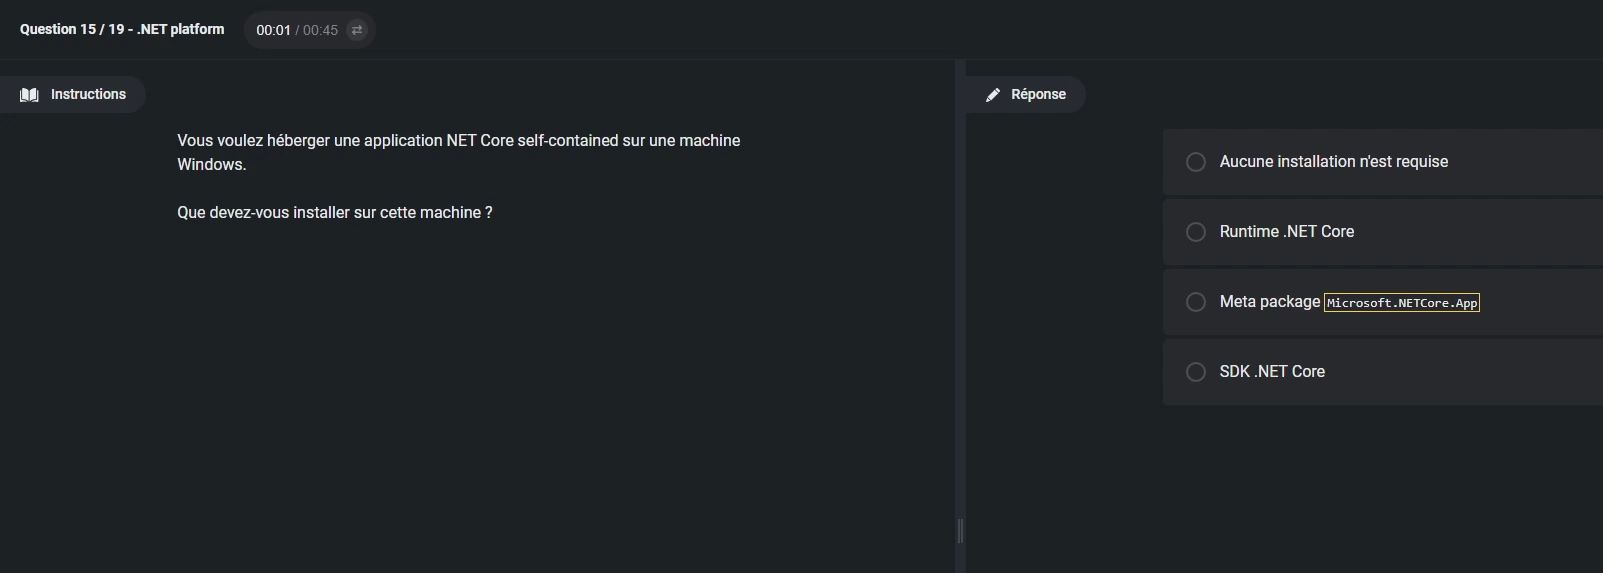 Question 15 / 19 - .NET platform
00:01 / 00:45
Instructions
Vous voulez héberger une application NET Core self-contained sur une machine
Windows.
Que devez-vous installer sur cette machine ?
Réponse
Aucune installation n'est requise
Runtime .NET Core
Meta package Microsoft.NETCore.App
SDK .NET Core